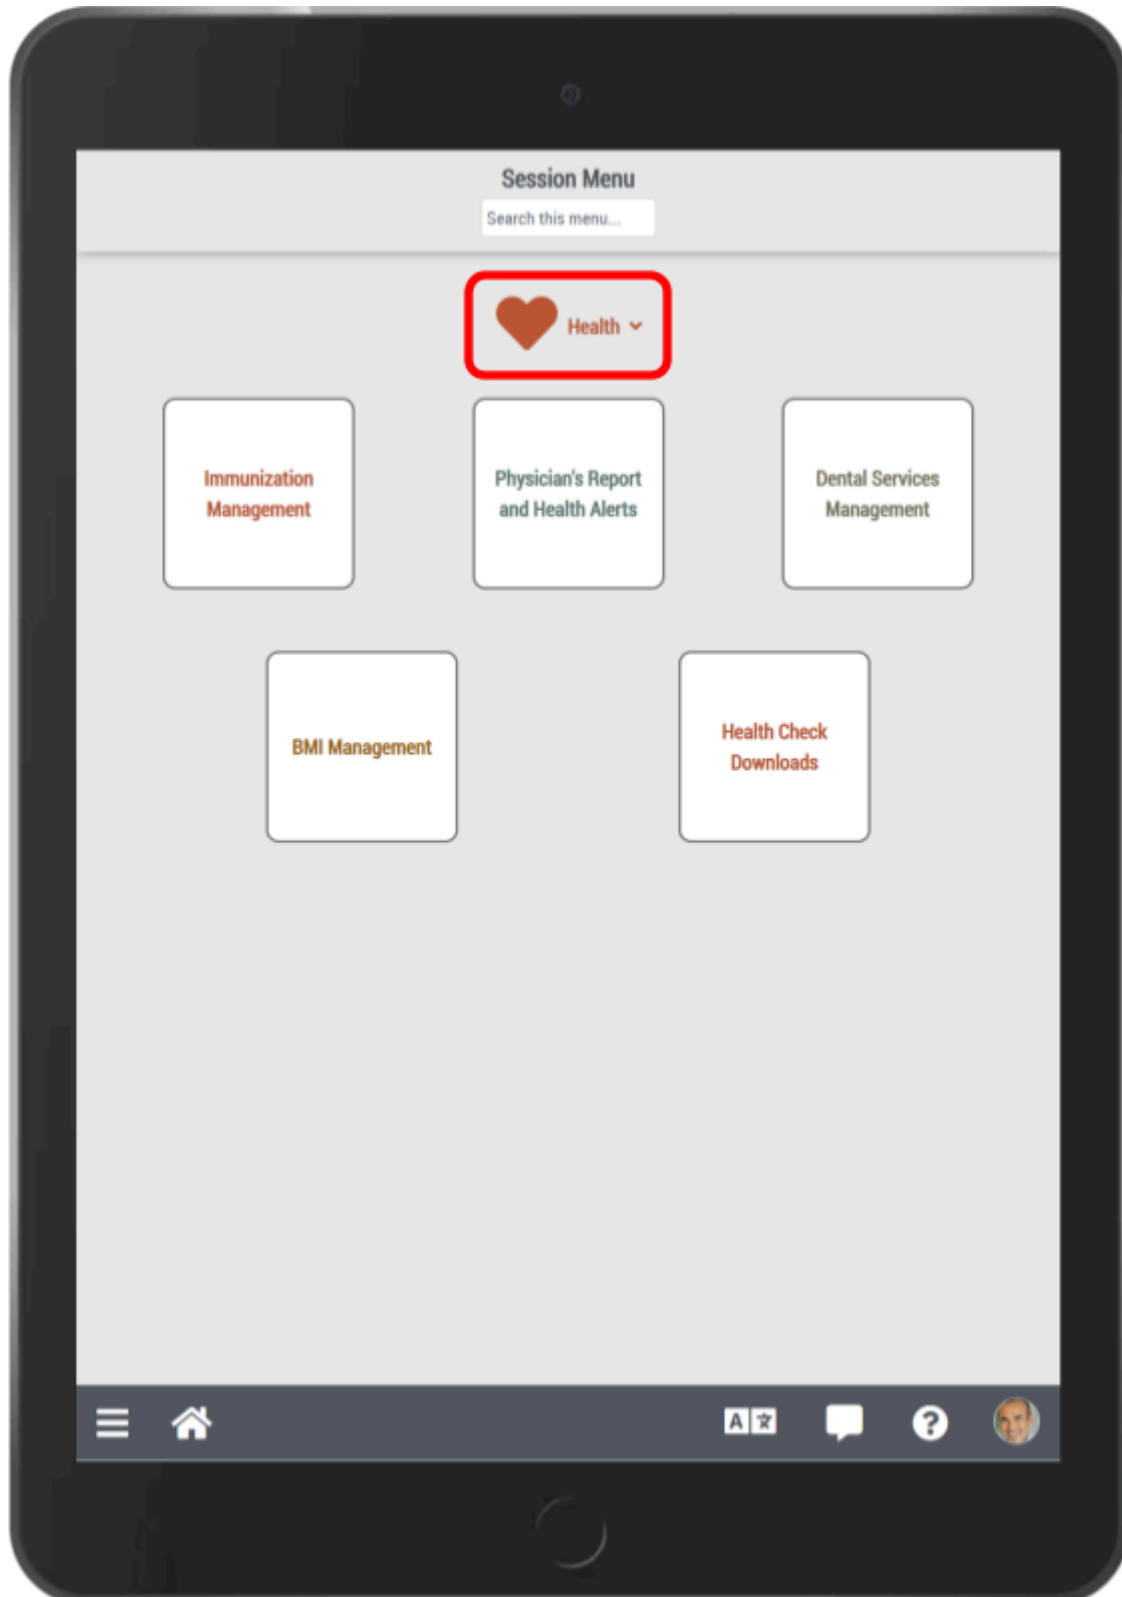 Session Menu
Search this menu...
Health
Immunization
Management
Physician's Report
and Health Alerts
Dental Services
Management
BMI Management
Health Check
Downloads
A
?